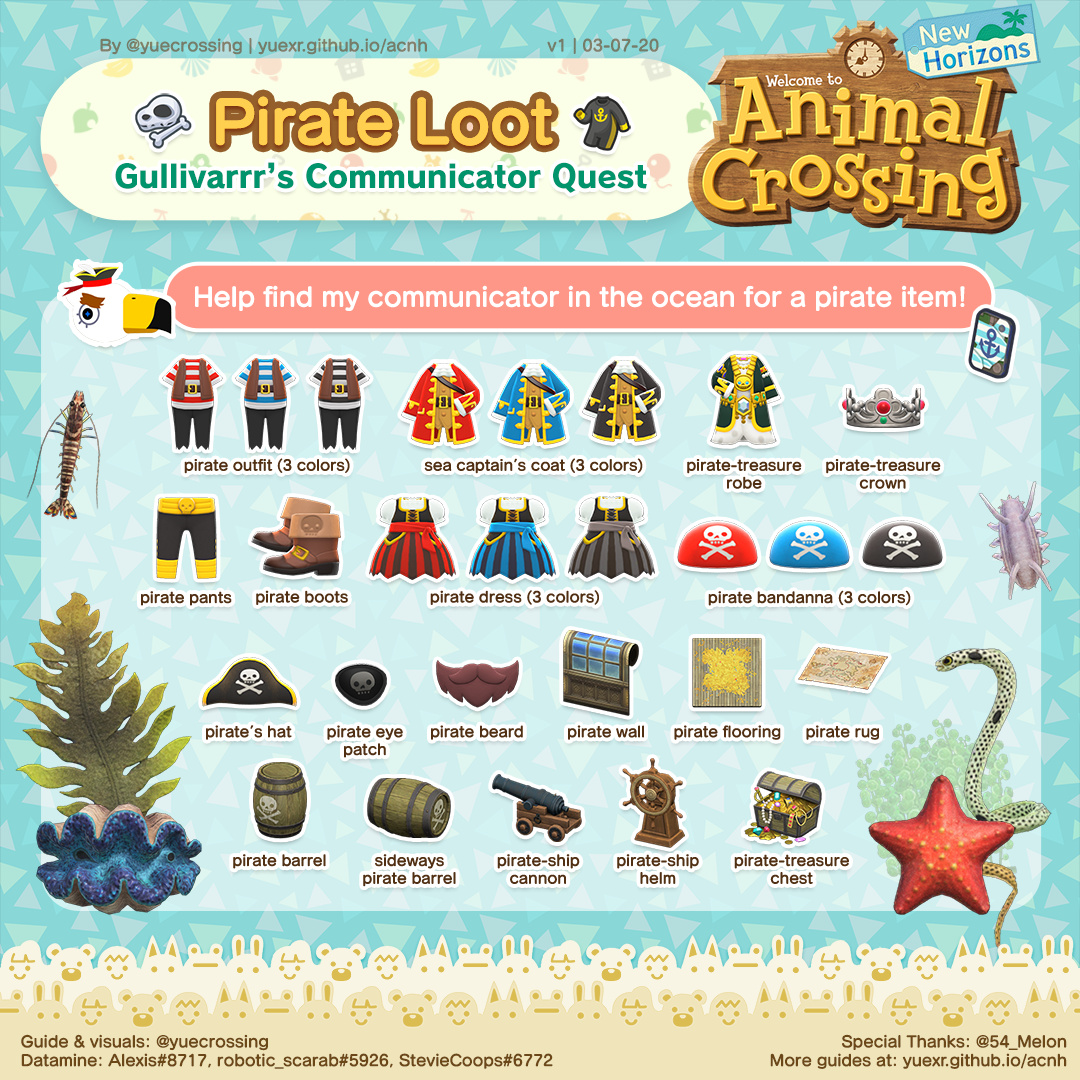 By @yuecrossing | yuexr.github.io/acnh
v1 | 03-07-20
New
Horizons
Welcome to
Animal
Crossing
Pirate Loot
Gullivarrr's Communicator Quest
Help find my communicator in the ocean for a pirate item!
pirate outfit (3 colors)
sea captain's coat (3 colors)
pirate-treasure
robe
pirate-treasure
crown
pirate pants
pirate boots
pirate dress (3 colors)
pirate bandanna (3 colors)
pirate's hat
pirate eye
patch
pirate beard
pirate wall
pirate flooring
pirate rug
pirate barrel
sideways
pirate barrel
pirate-ship
cannon
pirate-ship
helm
pirate-treasure
chest
Guide & visuals: @yuecrossing
Datamine: Alexis#8717, robotic_scarab#5926, StevieCoops#6772
Special Thanks: @54_Melon
More guides at: yuexr.github.io/acnh